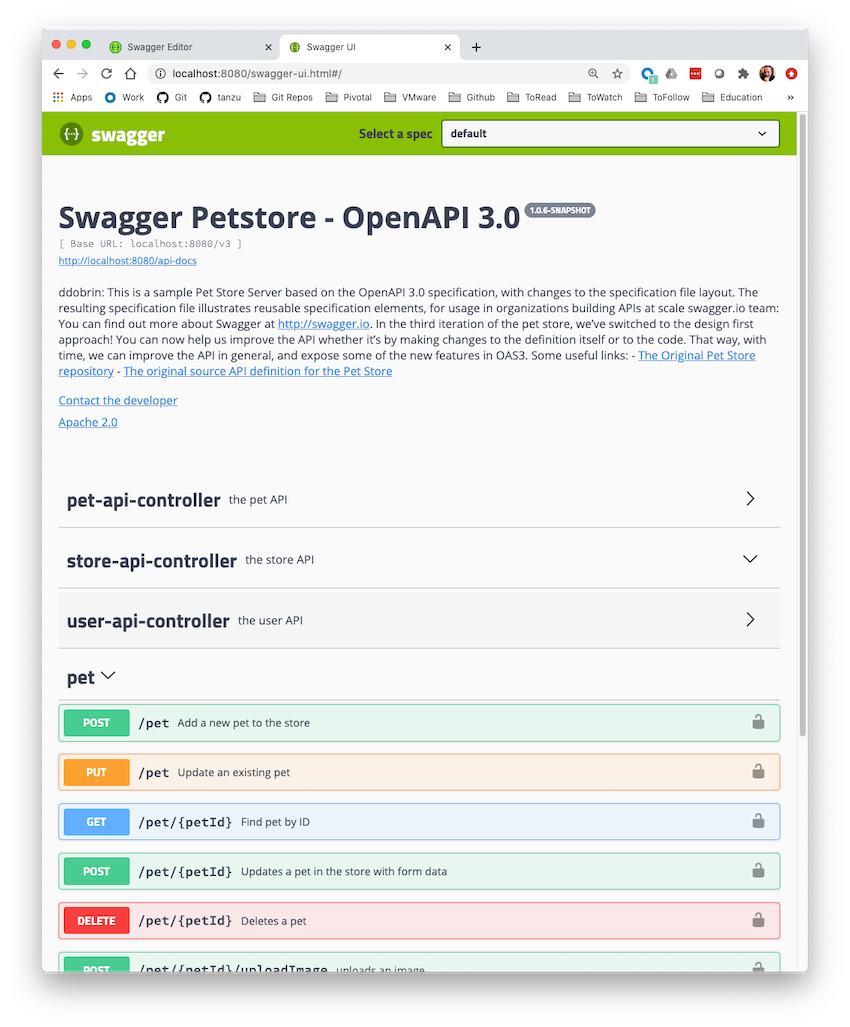 Swagger Editor
Swagger UI
localhost:8080/swagger-ui.html#/
Apps Work Git tanzu Git Repos Pivotal VMware Github ToRead ToWatch ToFollow Education »
{···} swagger
Select a spec default
Swagger Petstore - OpenAPI 3.0 1.0.6-SNAPSHOT
[ Base URL: localhost:8080/v3 ]
http://localhost:8080/api-docs
ddobrin: This is a sample Pet Store Server based on the OpenAPI 3.0 specification, with changes to the specification file layout. The
resulting specification file illustrates reusable specification elements, for usage in organizations building APIs at scale swagger.io team:
You can find out more about Swagger at http://swagger.io. In the third iteration of the pet store, we've switched to the design first
approach! You can now help us improve the API whether it's by making changes to the definition itself or to the code. That way, with
time, we can improve the API in general, and expose some of the new features in OAS3. Some useful links: - The Original Pet Store
repository - The original source API definition for the Pet Store
Contact the developer
Apache 2.0
pet-api-controller the pet API
store-api-controller the store API
user-api-controller the user API
pet
POST /pet Add a new pet to the store
PUT /pet Update an existing pet
GET /pet/{petId} Find pet by ID
POST /pet/{petId} Updates a pet in the store with form data
DELETE /pet/{petId} Deletes a pet
POST /pet/{petId}/uploadImage uploads an image